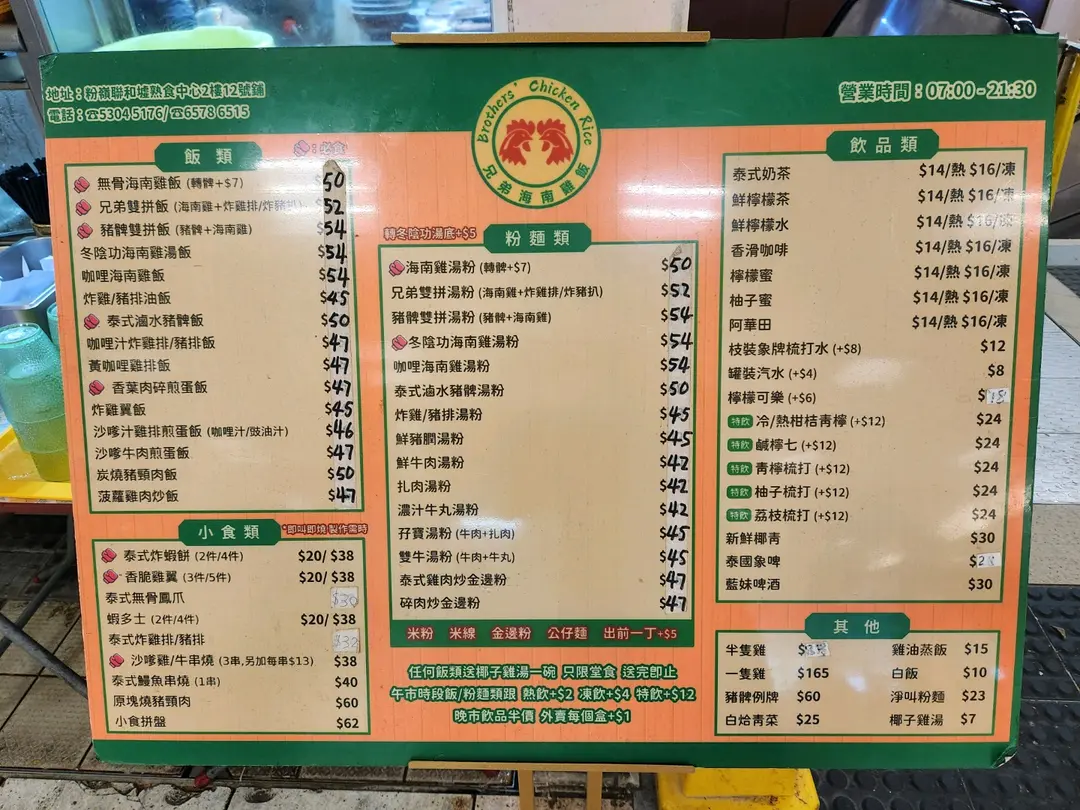 地址：粉嶺聯和墟熟食中心2樓12號鋪
電話：☎5304 5176/ ☎6578 6515
Brothers' Chicken Rice
兄弟海南雞飯
營業時間：07:00 - 21:30
飯類
：必食
無骨海南雞飯 (轉髀+$7) $50
兄弟雙拼飯 (海南雞+炸雞排/炸豬扒) $52
豬髀雙拼飯 (豬髀+海南雞) $54
冬陰功海南雞湯飯 $54
咖哩海南雞飯 $54
炸雞/豬排油飯 $45
泰式滷水豬髀飯 $50
咖哩汁炸雞排/豬排飯 $47
黃咖哩雞排飯 $47
香葉肉碎煎蛋飯 $47
炸雞翼飯 $45
沙嗲汁雞排煎蛋飯 (咖哩汁/豉油汁) $46
沙嗲牛肉煎蛋飯 $47
炭燒豬頸肉飯 $50
菠蘿雞肉炒飯 $47
小食類
*即叫即燒 製作需時
泰式炸蝦餅 (2件/4件) $20/ $38
香脆雞翼 (3件/5件) $20/ $38
泰式無骨鳳爪
蝦多士 (2件/4件) $20/ $38
泰式炸雞排/豬排
沙嗲雞/牛串燒 (3串,另加每串$13) $38
泰式鰻魚串燒 (1串) $40
原塊燒豬頸肉 $60
小食拼盤 $62
轉冬陰功湯底+$5
粉麵類
海南雞湯粉 (轉髀+$7) $50
兄弟雙拼湯粉 (海南雞+炸雞排/炸豬扒) $52
豬髀雙拼湯粉 (豬髀+海南雞) $54
冬陰功海南雞湯粉 $54
咖哩海南雞湯粉 $54
泰式滷水豬髀湯粉 $50
炸雞/豬排湯粉 $45
鮮豬膶湯粉 $45
鮮牛肉湯粉 $42
扎肉湯粉 $42
濃汁牛丸湯粉 $42
孖寶湯粉 (牛肉+扎肉) $45
雙牛湯粉 (牛肉+牛丸) $45
泰式雞肉炒金邊粉 $47
碎肉炒金邊粉 $47
米粉 米線 金邊粉 公仔麵 出前一丁+$5
任何飯類送椰子雞湯一碗 只限堂食 送完即止
午市時段飯/粉麵類跟 熱飲+$2 凍飲+$4 特飲+$12
晚市飲品半價 外賣每個盒+$1
飲品類
泰式奶茶 $14/熱 $16/凍
鮮檸檬茶 $14/熱 $16/凍
鮮檸檬水 $14/熱 $16/凍
香滑咖啡 $14/熱 $16/凍
檸檬蜜 $14/熱 $16/凍
柚子蜜 $14/熱 $16/凍
阿華田 $14/熱 $16/凍
枝裝象牌梳打水 (+$8) $12
罐裝汽水 (+$4) $8
檸檬可樂 (+$6) $18
特飲 冷/熱柑桔青檸 (+$12) $24
特飲 鹹檸七 (+$12) $24
特飲 青檸梳打 (+$12) $24
特飲 柚子梳打 (+$12) $24
特飲 荔枝梳打 (+$12) $24
新鮮椰青 $30
泰國象啤
藍妹啤酒 $30
其他
半隻雞 雞油蒸飯 $15
一隻雞 $165 白飯 $10
豬髀例牌 $60 淨叫粉麵 $23
白烚青菜 $25 椰子雞湯 $7